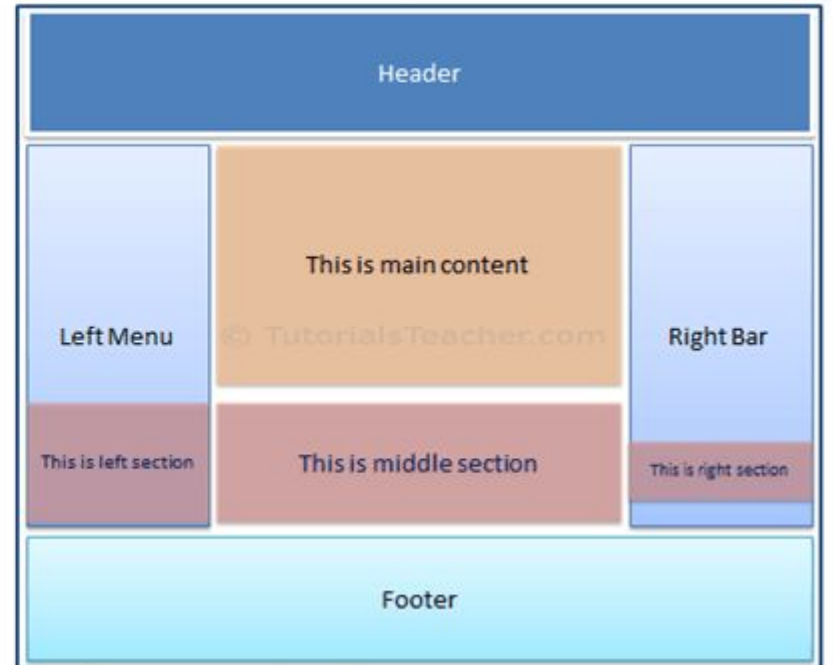 Header
This is main content
© TutorialsTeacher.com
Left Menu
Right Bar
This is left section
This is middle section
This is right section
Footer